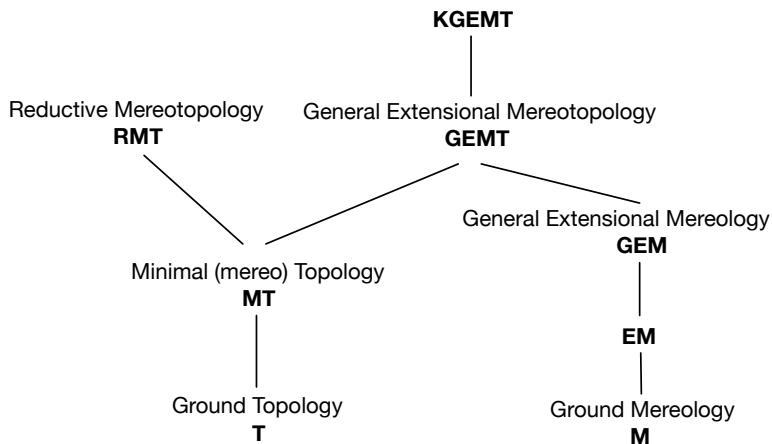 KGEMT
Reductive Mereotopology
RMT
General Extensional Mereotopology
GEMT
General Extensional Mereology
GEM
Minimal (mereo) Topology
MT
EM
Ground Topology
T
Ground Mereology
M